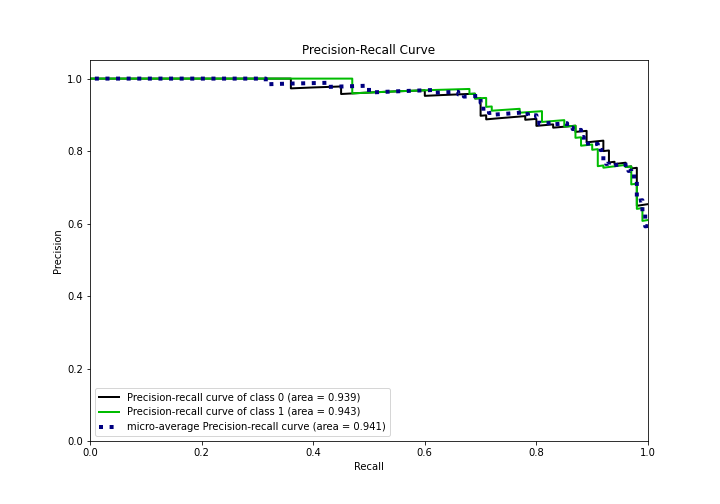 Precision-Recall Curve
1.0
0.8
0.6
0.4
0.2
0.0
Precision
Precision-recall curve of class 0 (area = 0.939)
Precision-recall curve of class 1 (area = 0.943)
micro-average Precision-recall curve (area = 0.941)
0.0 0.2 0.4 0.6 0.8 1.0
Recall